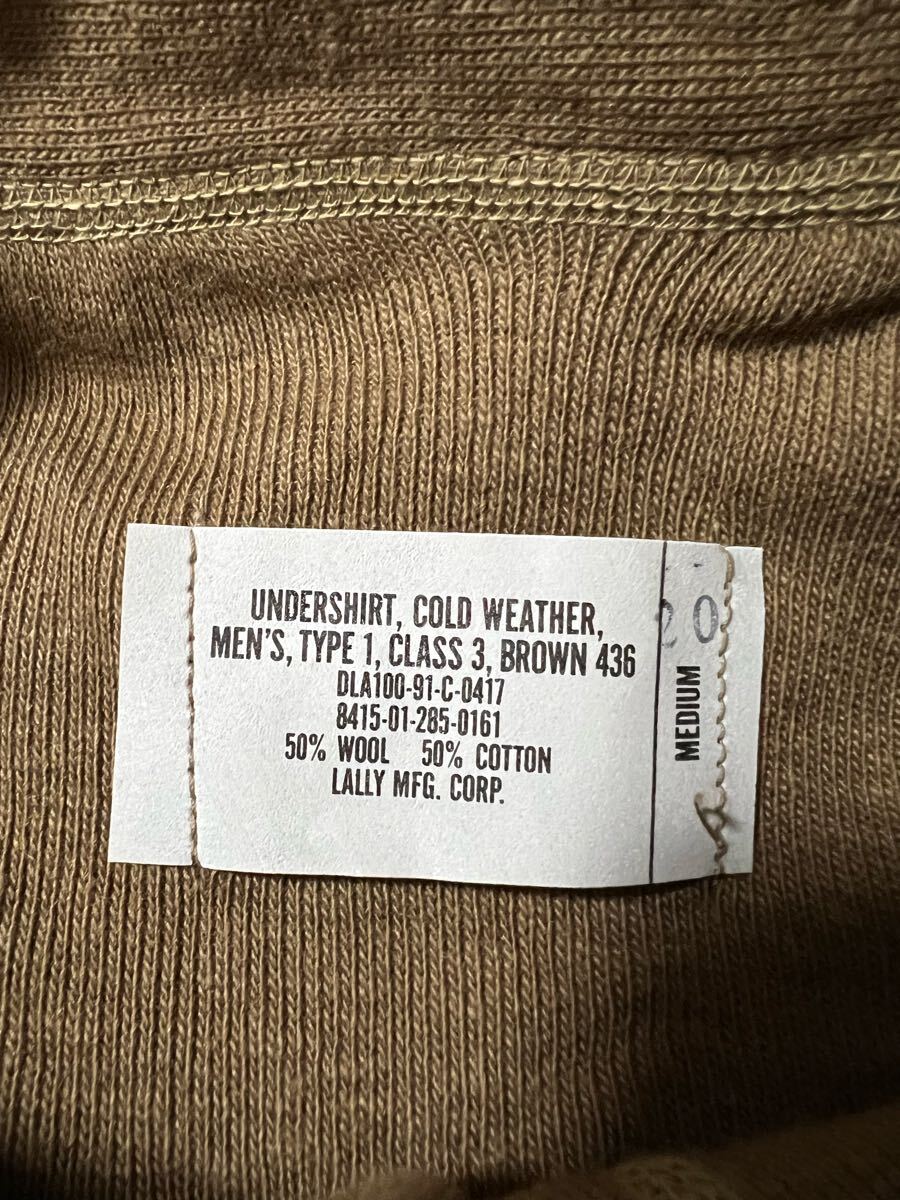 UNDERSHIRT, COLD WEATHER,
MEN'S, TYPE 1, CLASS 3, BROWN 436
DLA100-91-C-0417
8415-01-285-0161
50% WOOL 50% COTTON
LALLY MFG. CORP.
20
MEDIUM